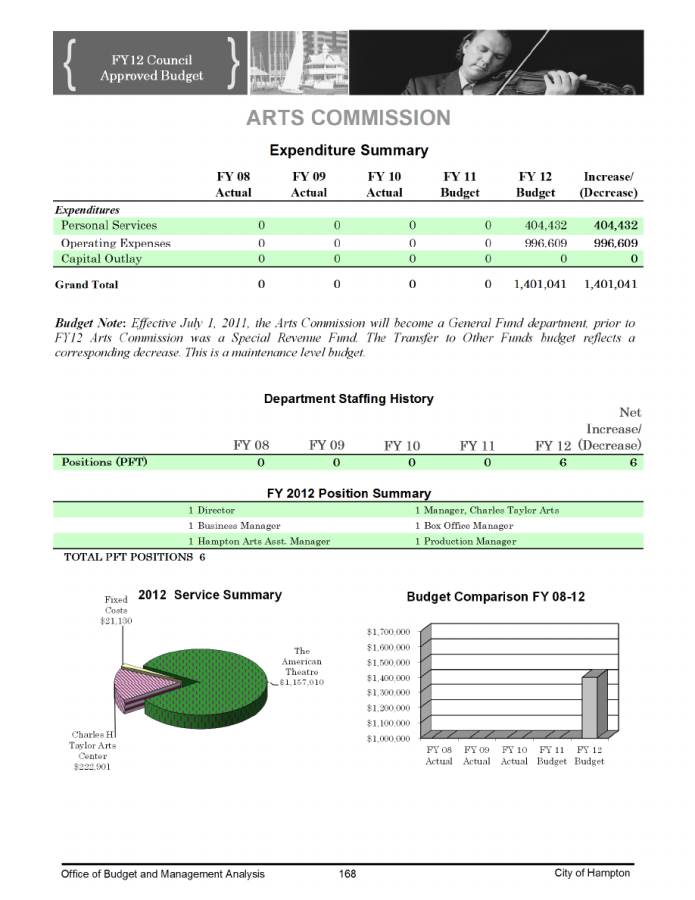 FY12 Council
Approved Budget
ARTS COMMISSION
Expenditure Summary
FY 08 FY 09 FY 10 FY 11 FY 12 Increase/
Actual Actual Actual Budget Budget (Decrease)
Expenditures
Personal Services 0 0 0 0 404,432 404,432
Operating Expenses 0 0 0 0 996,609 996,609
Capital Outlay 0 0 0 0 0 0
Grand Total 0 0 0 0 1,401,041 1,401,041
Budget Note: Effective July 1, 2011, the Arts Commission will become a General Fund department, prior to
FY12 Arts Commission was a Special Revenue Fund. The Transfer to Other Funds budget reflects a
corresponding decrease. This is a maintenance level budget.
Department Staffing History
Net
Increase/
FY 08 FY 09 FY 10 FY 11 FY 12 (Decrease)
Positions (PFT) 0 0 0 0 6 6
FY 2012 Position Summary
1 Director 1 Manager, Charles Taylor Arts
1 Business Manager 1 Box Office Manager
1 Hampton Arts Asst. Manager 1 Production Manager
TOTAL PFT POSITIONS 6
2012 Service Summary
Fixed
Costs
$21,130
The
American
Theatre
$1,157,010
Charles H
Taylor Arts
Center
$222,901
Budget Comparison FY 08-12
$1,700,000
$1,600,000
$1,500,000
$1,400,000
$1,300,000
$1,200,000
$1,100,000
$1,000,000
FY 08 FY 09 FY 10 FY 11 FY 12
Actual Actual Actual Budget Budget
Office of Budget and Management Analysis 168 City of Hampton